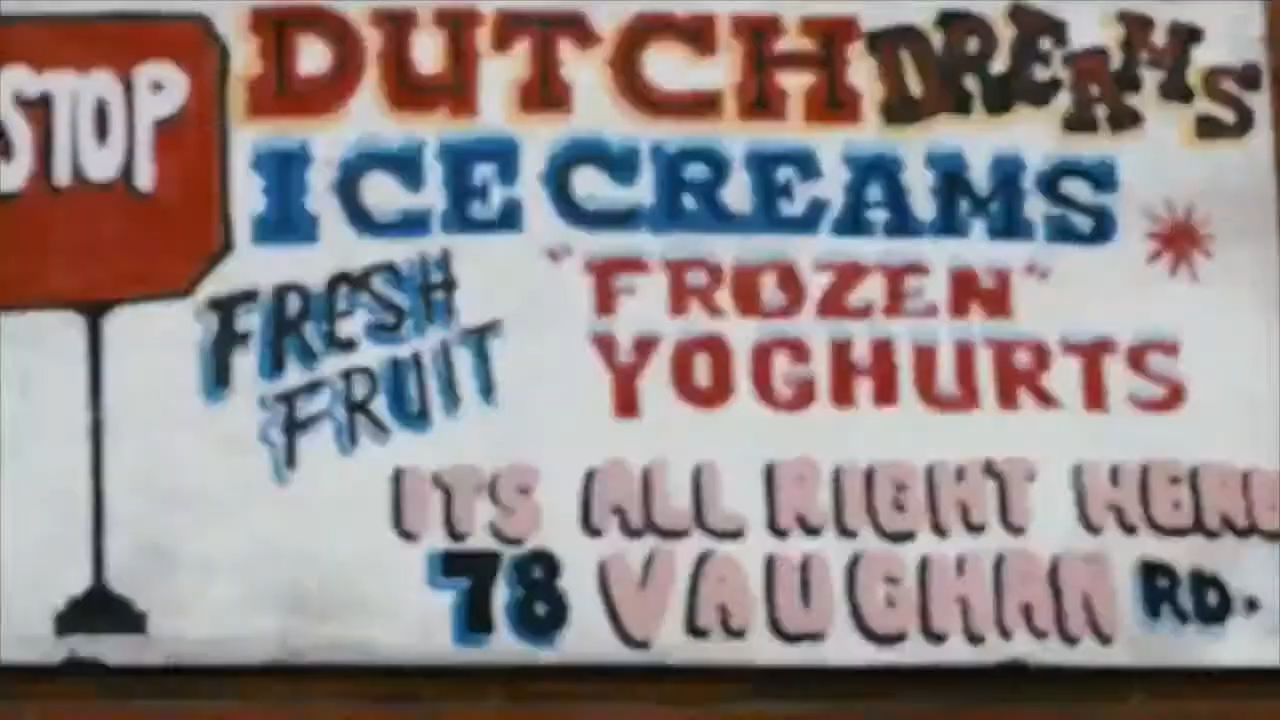 STOP
DUTCH DREAMS
ICE CREAMS
FRESH
FRUIT
"FROZEN"
YOGHURTS
ITS ALL RIGHT HERE
78 VAUGHAN RD.